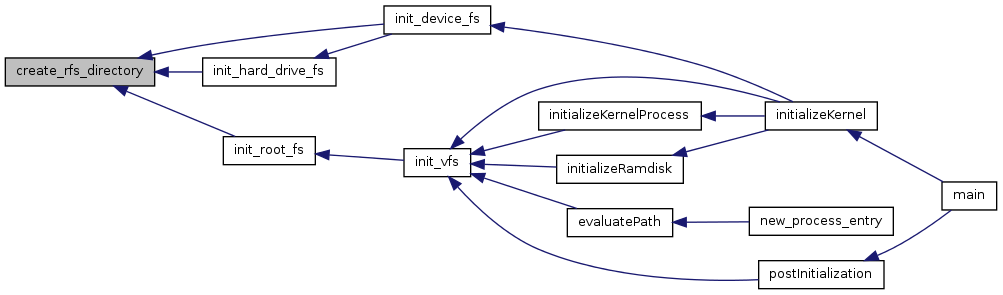 init_device_fs
create_rfs_directory
init_hard_drive_fs
initializeKernelProcess
initializeKernel
init_root_fs
init_vfs
initializeRamdisk
main
evaluatePath
new_process_entry
postInitialization